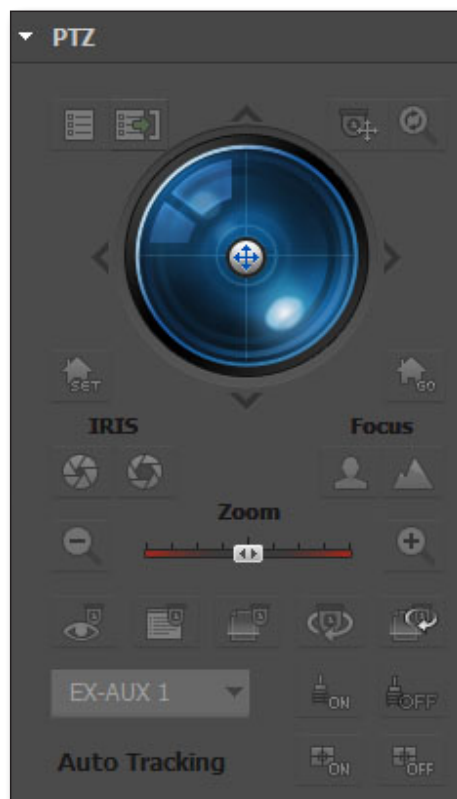 PTZ
SET
GO
IRIS
Focus
Zoom
EX-AUX 1
ON
OFF
Auto Tracking
ON
OFF